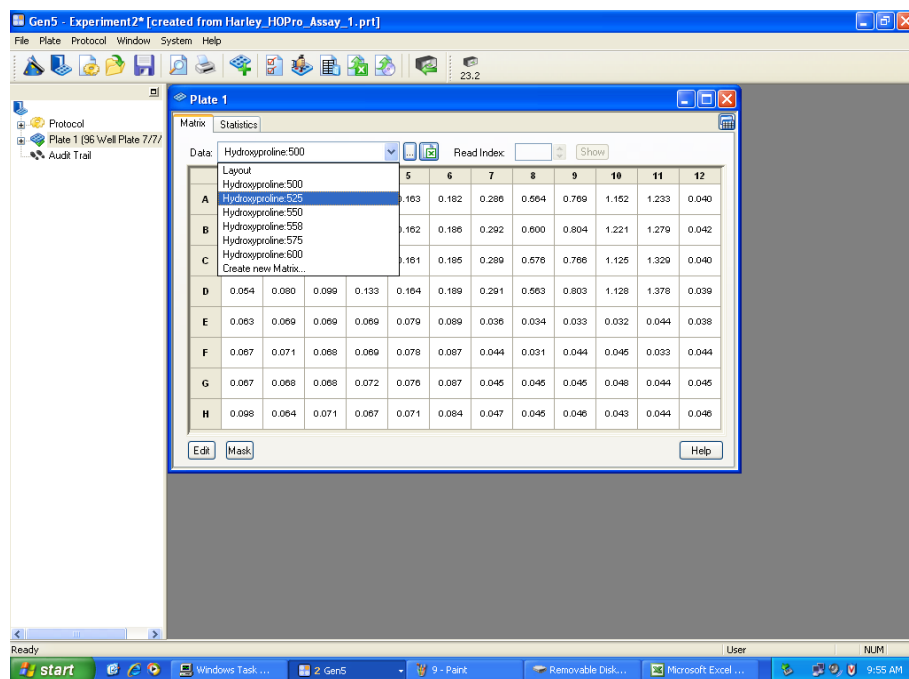 Gen5 - Experiment2* [created from Harley_HOPro_Assay_1.prt]
File Plate Protocol Window System Help
23.2
Protocol
Plate 1 (96 Well Plate 7/7/
Audit Trail
Plate 1
Matrix Statistics
Data: Hydroxyproline:500 ... Read Index: Show
Layout
Hydroxyproline:500
Hydroxyproline:525
Hydroxyproline:550
Hydroxyproline:558
Hydroxyproline:575
Hydroxyproline:600
Create new Matrix...
5 6 7 8 9 10 11 12
A 0.163 0.182 0.286 0.564 0.769 1.152 1.233 0.040
B 0.162 0.186 0.292 0.600 0.804 1.221 1.279 0.042
C 0.161 0.185 0.289 0.576 0.766 1.125 1.329 0.040
D 0.054 0.080 0.099 0.133 0.164 0.189 0.291 0.563 0.803 1.128 1.378 0.039
E 0.063 0.069 0.069 0.069 0.079 0.089 0.036 0.034 0.033 0.032 0.044 0.038
F 0.067 0.071 0.068 0.069 0.078 0.087 0.044 0.031 0.044 0.045 0.033 0.044
G 0.067 0.068 0.068 0.072 0.076 0.087 0.045 0.045 0.045 0.048 0.044 0.045
H 0.098 0.064 0.071 0.067 0.071 0.084 0.047 0.045 0.046 0.043 0.044 0.046
Edit Mask Help
Ready User NUM
start Windows Task ... 2 Gen5 9 - Paint Removable Disk... Microsoft Excel ... 9:55 AM